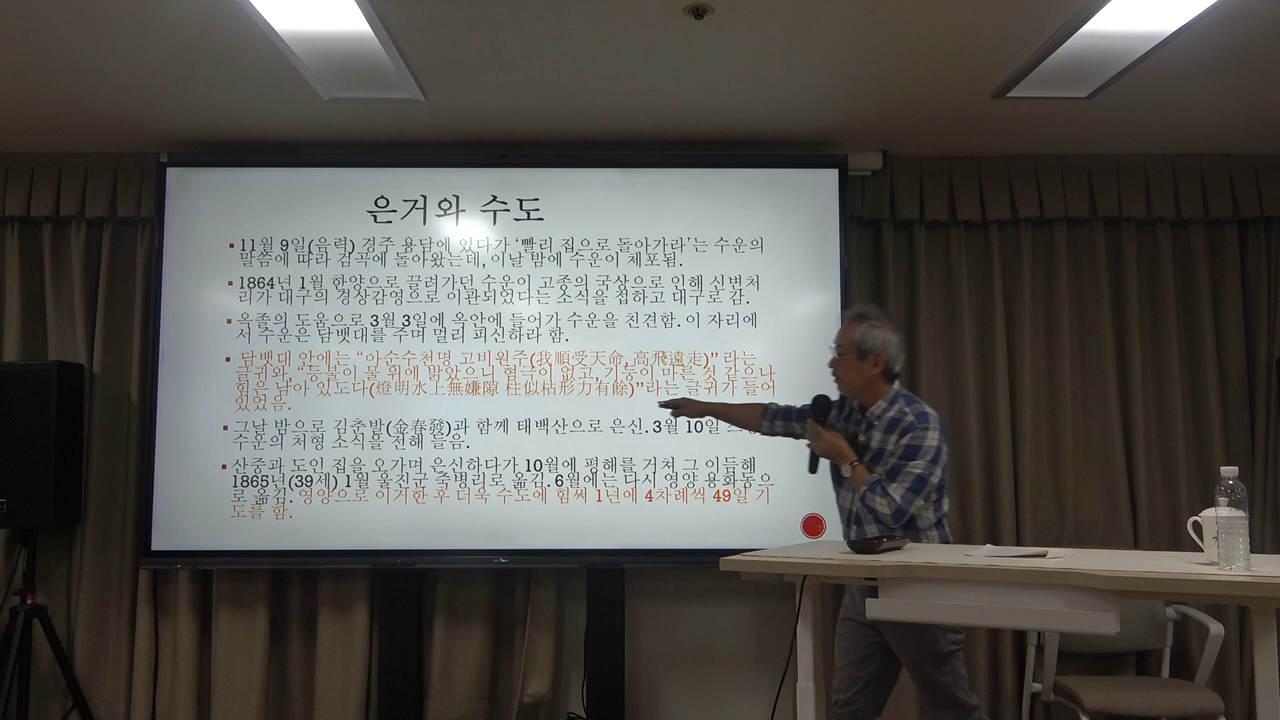 은거와 수도
▪ 11월 9일(음력) 경주 용담에 있다가 ‘빨리 집으로 돌아가라’는 수운의
말씀에 따라 검곡에 돌아왔는데, 이날 밤에 수운이 체포됨.
▪ 1864년 1월 한양으로 끌려가던 수운이 고종의 국상으로 인해 신변처
리가 대구의 경상감영으로 이관되었다는 소식을 접하고 대구로 감.
▪ 옥졸의 도움으로 3월 3일에 옥안에 들어가 수운을 친견함. 이 자리에
서 수운은 담뱃대를 주며 멀리 피신하라 함.
▪ 담뱃대 안에는 “아순수천명 고비원주(我順受天命, 高飛遠走)” 라는
글귀와, “등불이 물 위에 밝았으니 혐극이 없고, 기둥이 마른 것 같으나
힘은 남아 있도다(燈明水上無嫌隙 柱似枯形力有餘)”라는 글귀가 들어
있었음.
▪ 그날 밤으로 김춘발(金春發)과 함께 태백산으로 은신. 3월 10일
수운의 처형 소식을 전해 들음.
▪ 산중과 도인 집을 오가며 은신하다가 10월에 평해를 거쳐 그 이듬해
1865년(39세) 1월 울진군 죽병리로 옮김. 6월에는 다시 영양 용화동으
로 옮김. 영양으로 이거한 후 더욱 수도에 힘써 1년에 4차례씩 49일 기
도를 함.